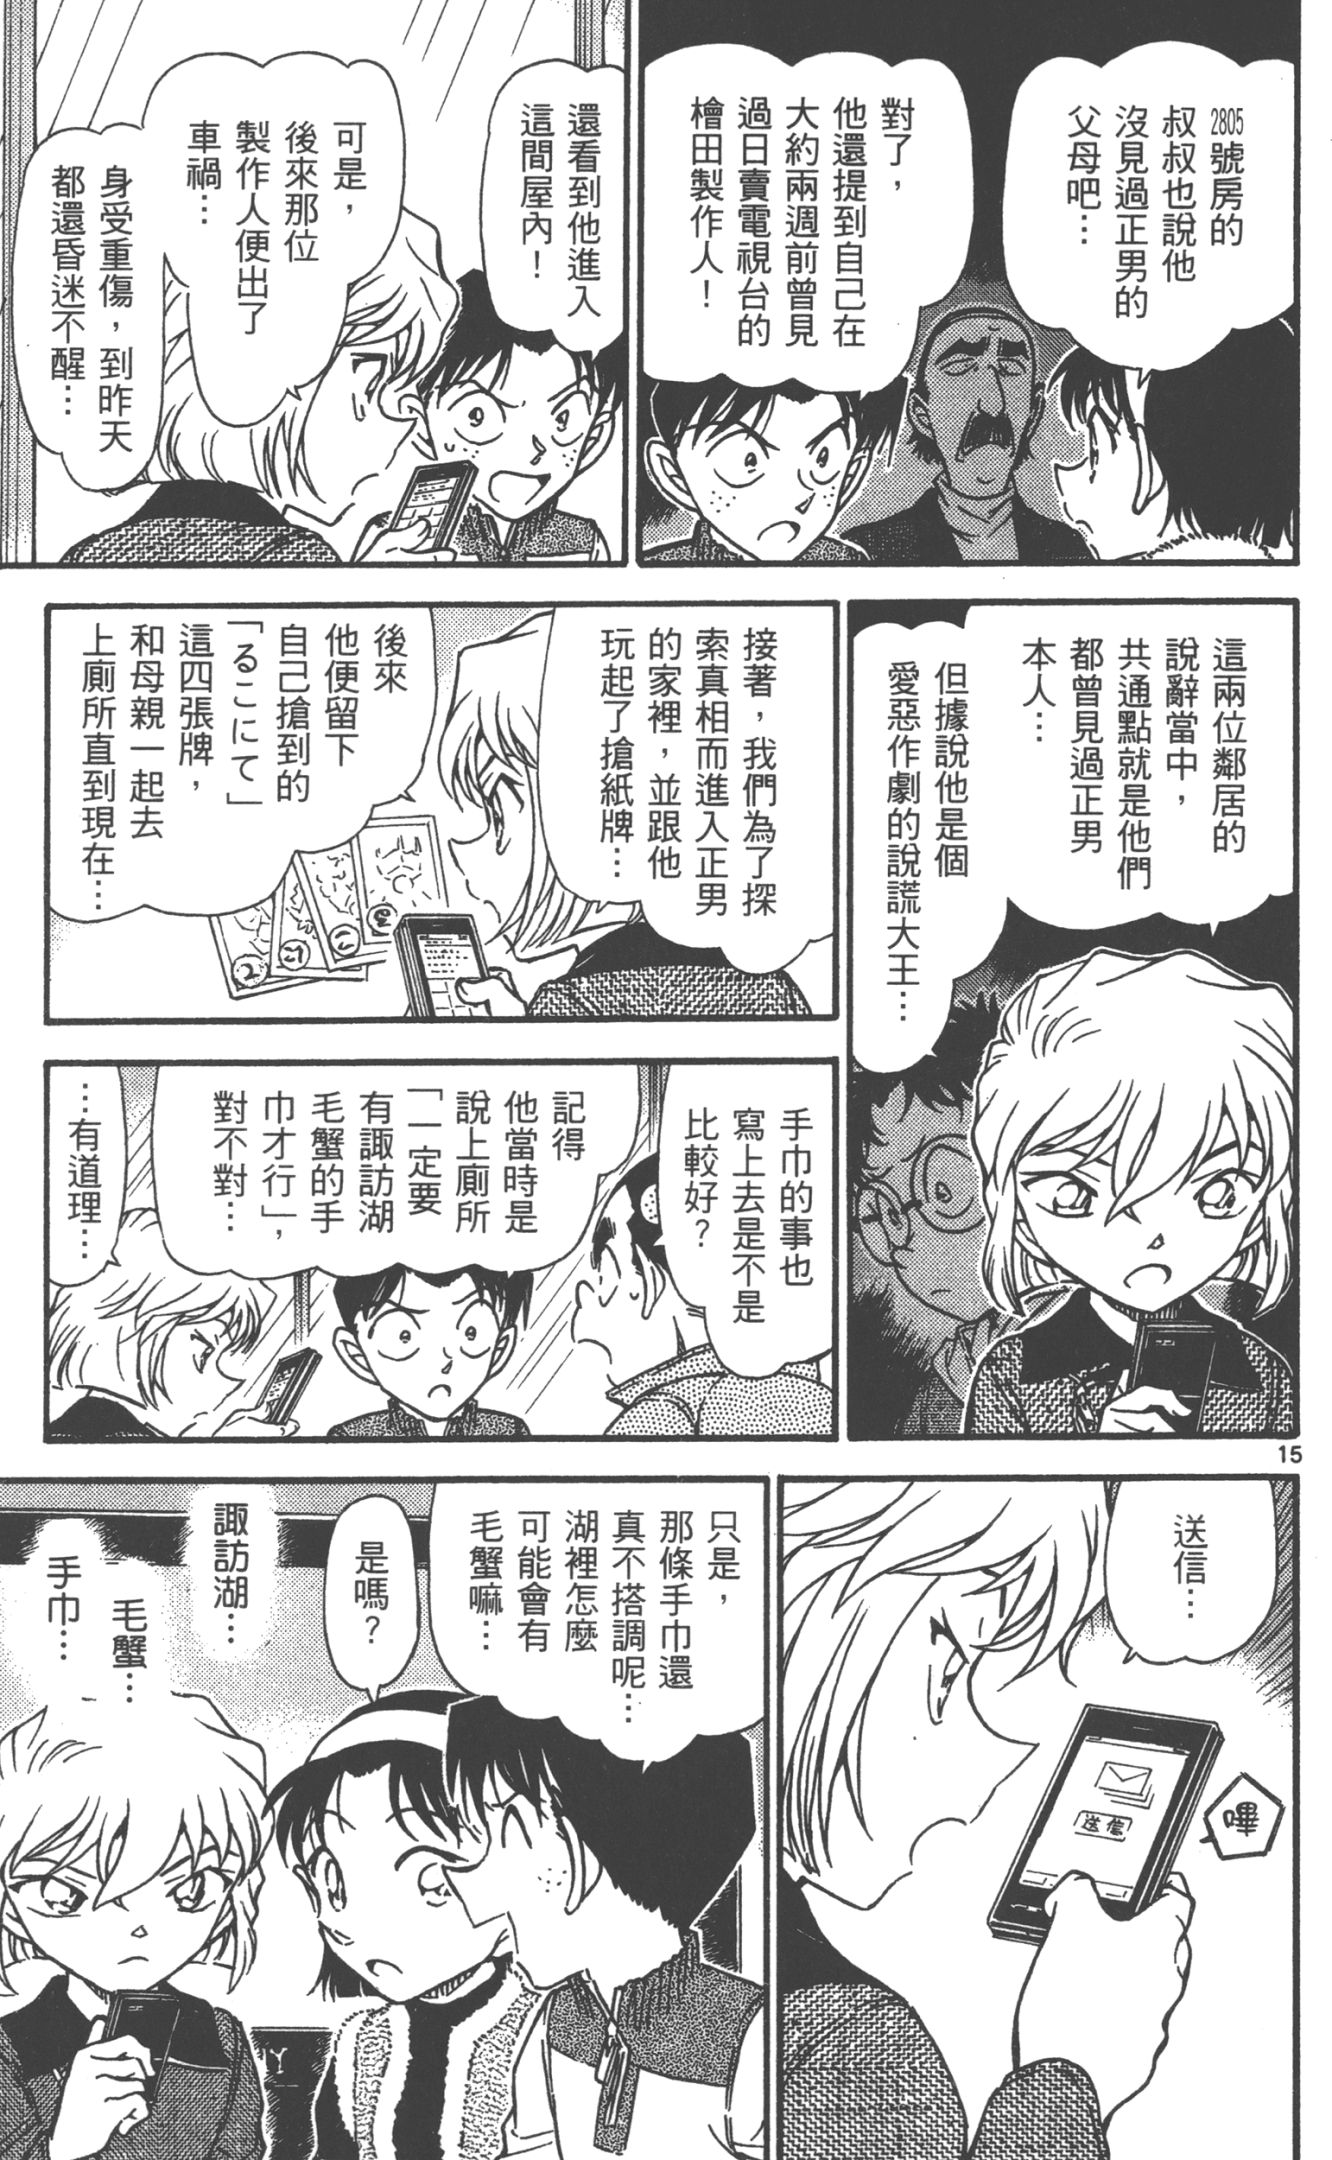 2805號房的
叔叔也說他
沒見過正男的
父母吧…
對了，
他還提到自己在
大約兩週前曾見
過日賣電視台的
檜田製作人！
還看到他進入
這間屋內！
可是，
後來那位
製作人便出了
車禍…
身受重傷，到昨天
都還昏迷不醒…
這兩位鄰居的
說辭當中，
共通點就是他們
都曾見過正男
本人…
但據說他是個
愛惡作劇的說謊大王…
接著，我們為了探
索真相而進入正男
的家裡，並跟他
玩起了搶紙牌…
後來
他便留下
自己搶到的
「るこにて」
這四張牌，
和母親一起去
上廁所直到現在…
2
21
2
8
手巾的事也
寫上去是不是
比較好？
記得
他當時是
說上廁所
「一定要
有諏訪湖
毛蟹的手
巾才行」，
對不對…
…有道理…
15
送信…
送信
嗶
只是，
那條手巾還
真不搭調呢…
湖裡怎麼
可能會有
毛蟹嘛…
是嗎？
諏訪湖…
毛蟹…
手巾…